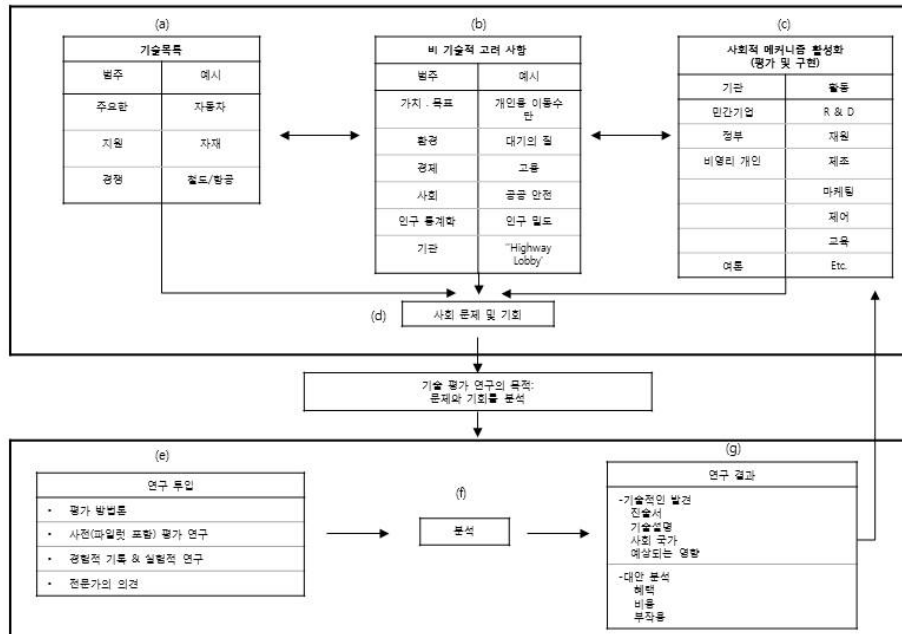 (a)
기술목록
범주 예시
주요한 자동차
지원 자재
경쟁 철도/항공
(b)
비 기술적 고려 사항
범주 예시
가치 . 목표 개인용 이동수
단
환경 대기의 질
경제 고용
사회 공공 안전
인구 통계학 인구 밀도
기관 "Highway
Lobby'
(c)
사회적 메커니즘 활성화
(평가 및 구현)
기관 활동
민간기업 R & D
정부 재원
비영리 개인 제조
마케팅
제어
교육
여론 Etc.
(d)
사회 문제 및 기회
기술 평가 연구의 목적:
문제와 기회를 분석
(e)
연구 투입
• 평가 방법론
• 사전(파일럿 포함) 평가 연구
• 경험적 기록 & 실험적 연구
• 전문가의 의견
(f)
분석
(g)
연구 결과
-기술적인 발견
진술서
기술설명
사회 국가
예상되는 영향
-대안 분석
혜택
비용
부작용